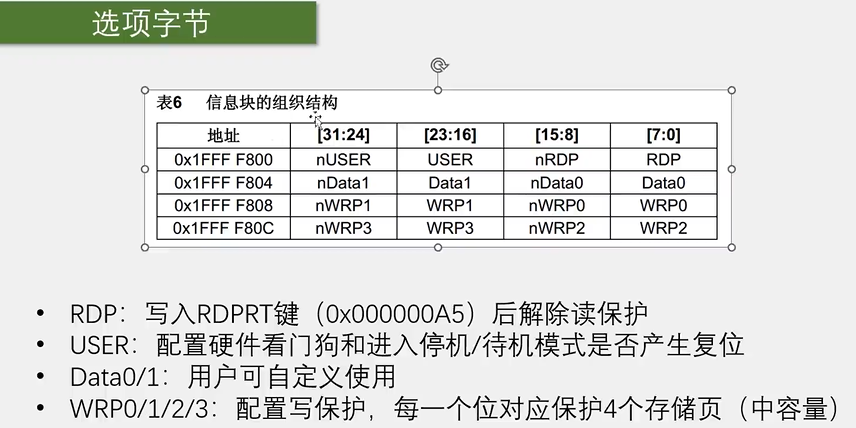 选项字节
表6 信息块的组织结构
地址 [31:24] [23:16] [15:8] [7:0]
0x1FFF F800 nUSER USER nRDP RDP
0x1FFF F804 nData1 Data1 nData0 Data0
0x1FFF F808 nWRP1 WRP1 nWRP0 WRP0
0x1FFF F80C nWRP3 WRP3 nWRP2 WRP2
• RDP：写入RDPRT键（0x000000A5）后解除读保护
• USER：配置硬件看门狗和进入停机/待机模式是否产生复位
• Data0/1：用户可自定义使用
• WRP0/1/2/3：配置写保护，每一个位对应保护4个存储页（中容量）